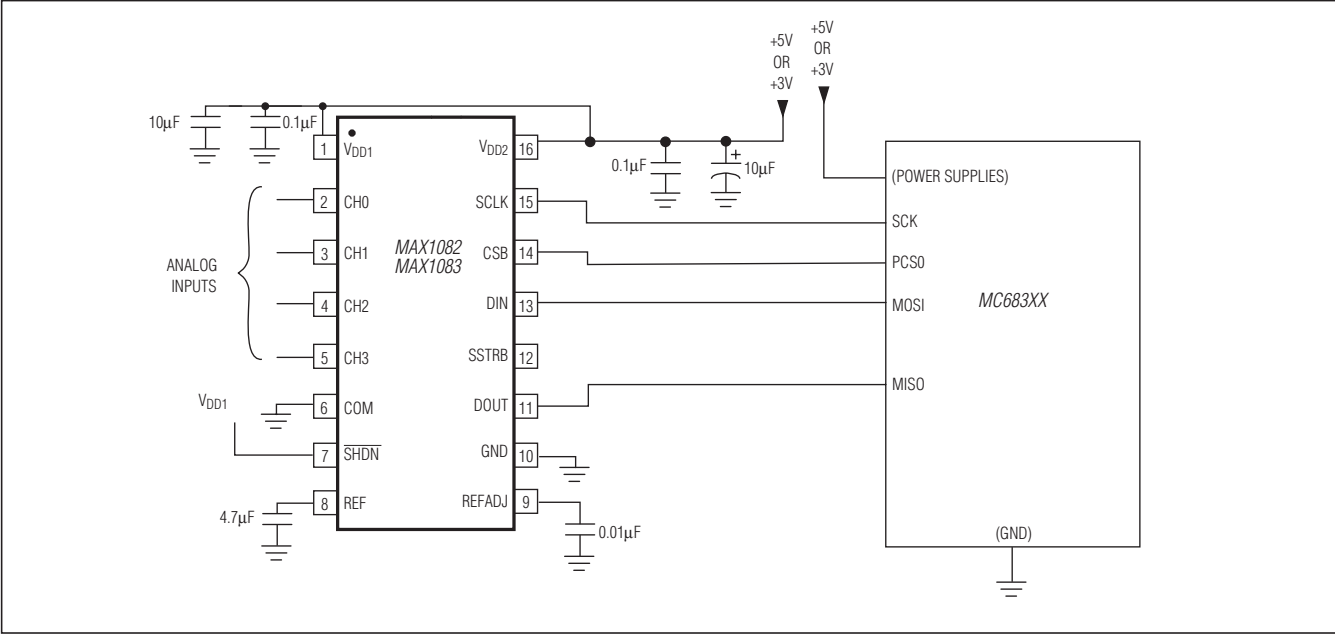 +5V
OR
+3V
+5V
OR
+3V
10μF
0.1μF
1
VDD1
VDD2
16
0.1μF
+
10μF
(POWER SUPPLIES)
2
CH0
SCLK
15
SCK
3
CH1
MAX1082
MAX1083
CSB
14
PCS0
ANALOG
INPUTS
4
CH2
DIN
13
MOSI
MC683XX
5
CH3
SSTRB
12
VDD1
6
COM
DOUT
11
MISO
7
SHDN
GND
10
4.7μF
8
REF
REFADJ
9
0.01μF
(GND)